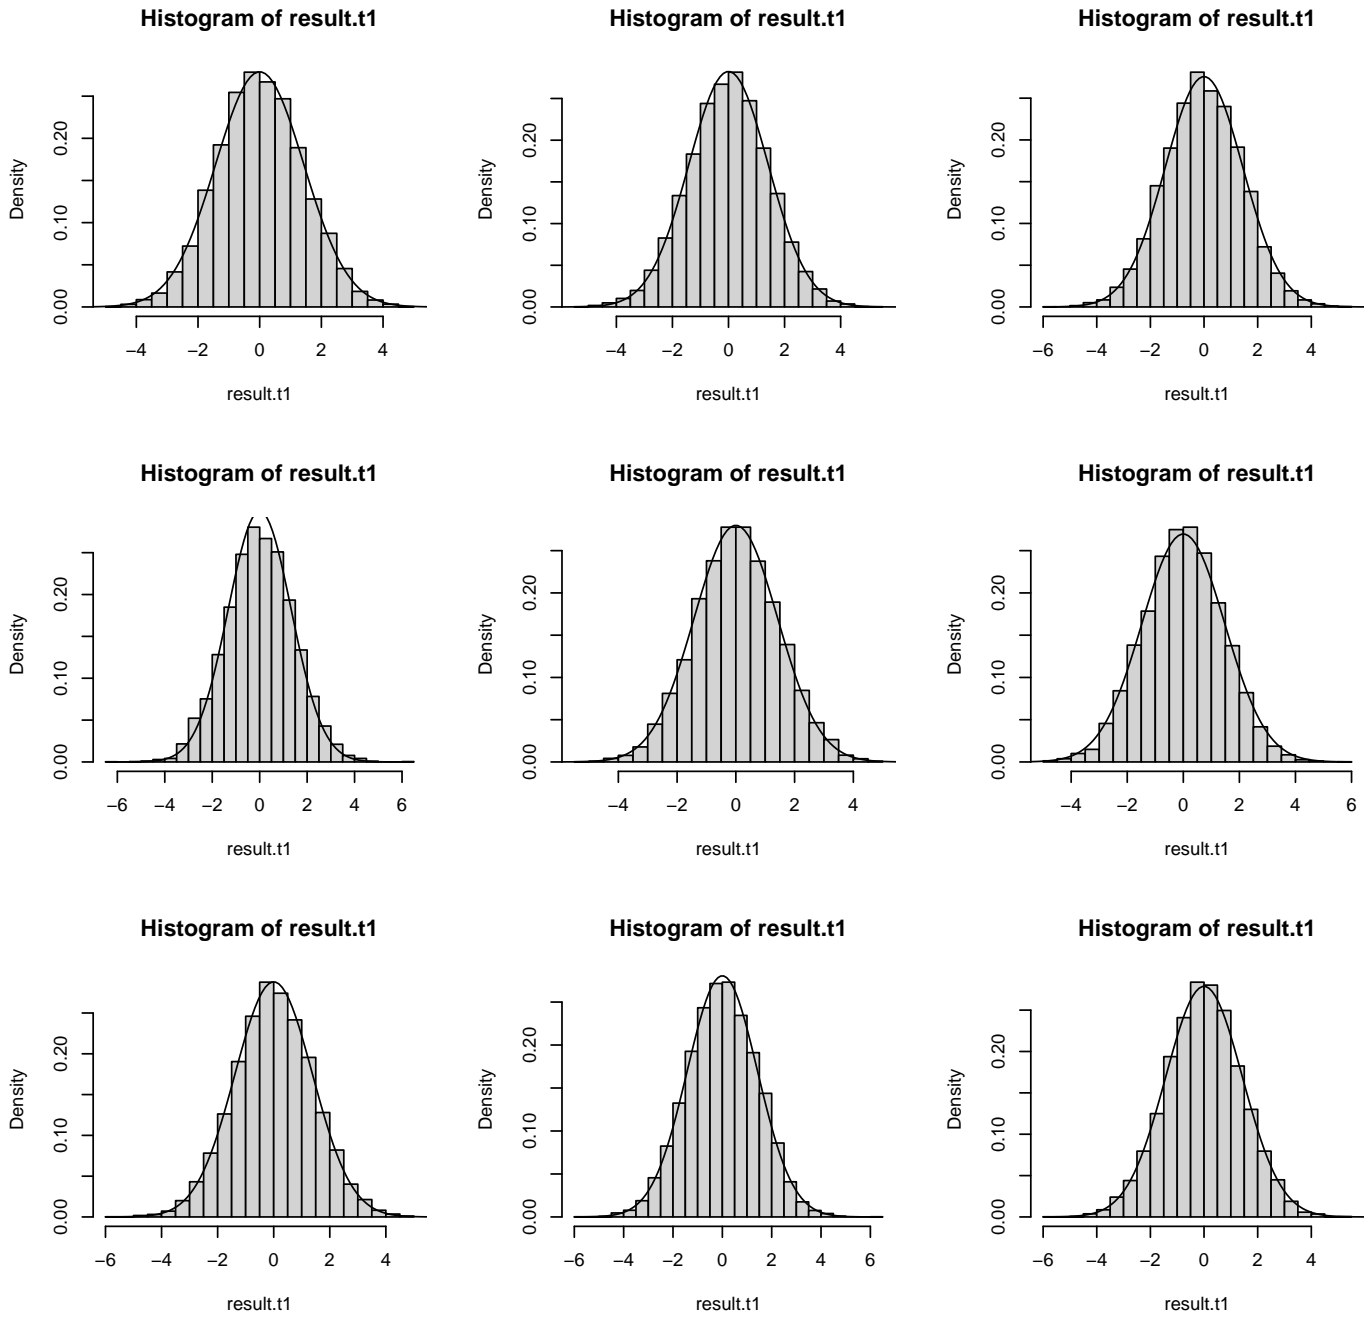 Histogram of result.t1
Histogram of result.t1
Histogram of result.t1
Density
0.00 0.10 0.20
−4 −2 0 2 4
result.t1
Density
0.00 0.10 0.20
−4 −2 0 2 4
result.t1
Density
0.00 0.10 0.20
−6 −4 −2 0 2 4
result.t1
Histogram of result.t1
Histogram of result.t1
Histogram of result.t1
Density
0.00 0.10 0.20
−6 −4 −2 0 2 4 6
result.t1
Density
0.00 0.10 0.20
−4 −2 0 2 4
result.t1
Density
0.00 0.10 0.20
−4 −2 0 2 4 6
result.t1
Histogram of result.t1
Histogram of result.t1
Histogram of result.t1
Density
0.00 0.10 0.20
−6 −4 −2 0 2 4
result.t1
Density
0.00 0.10 0.20
−6 −4 −2 0 2 4 6
result.t1
Density
0.00 0.10 0.20
−6 −4 −2 0 2 4
result.t1